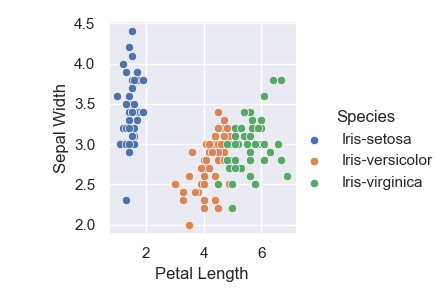 4.5
4.0
3.5
3.0
2.5
2.0
Sepal Width
2
4
6
Petal Length
Species
Iris-setosa
Iris-versicolor
Iris-virginica